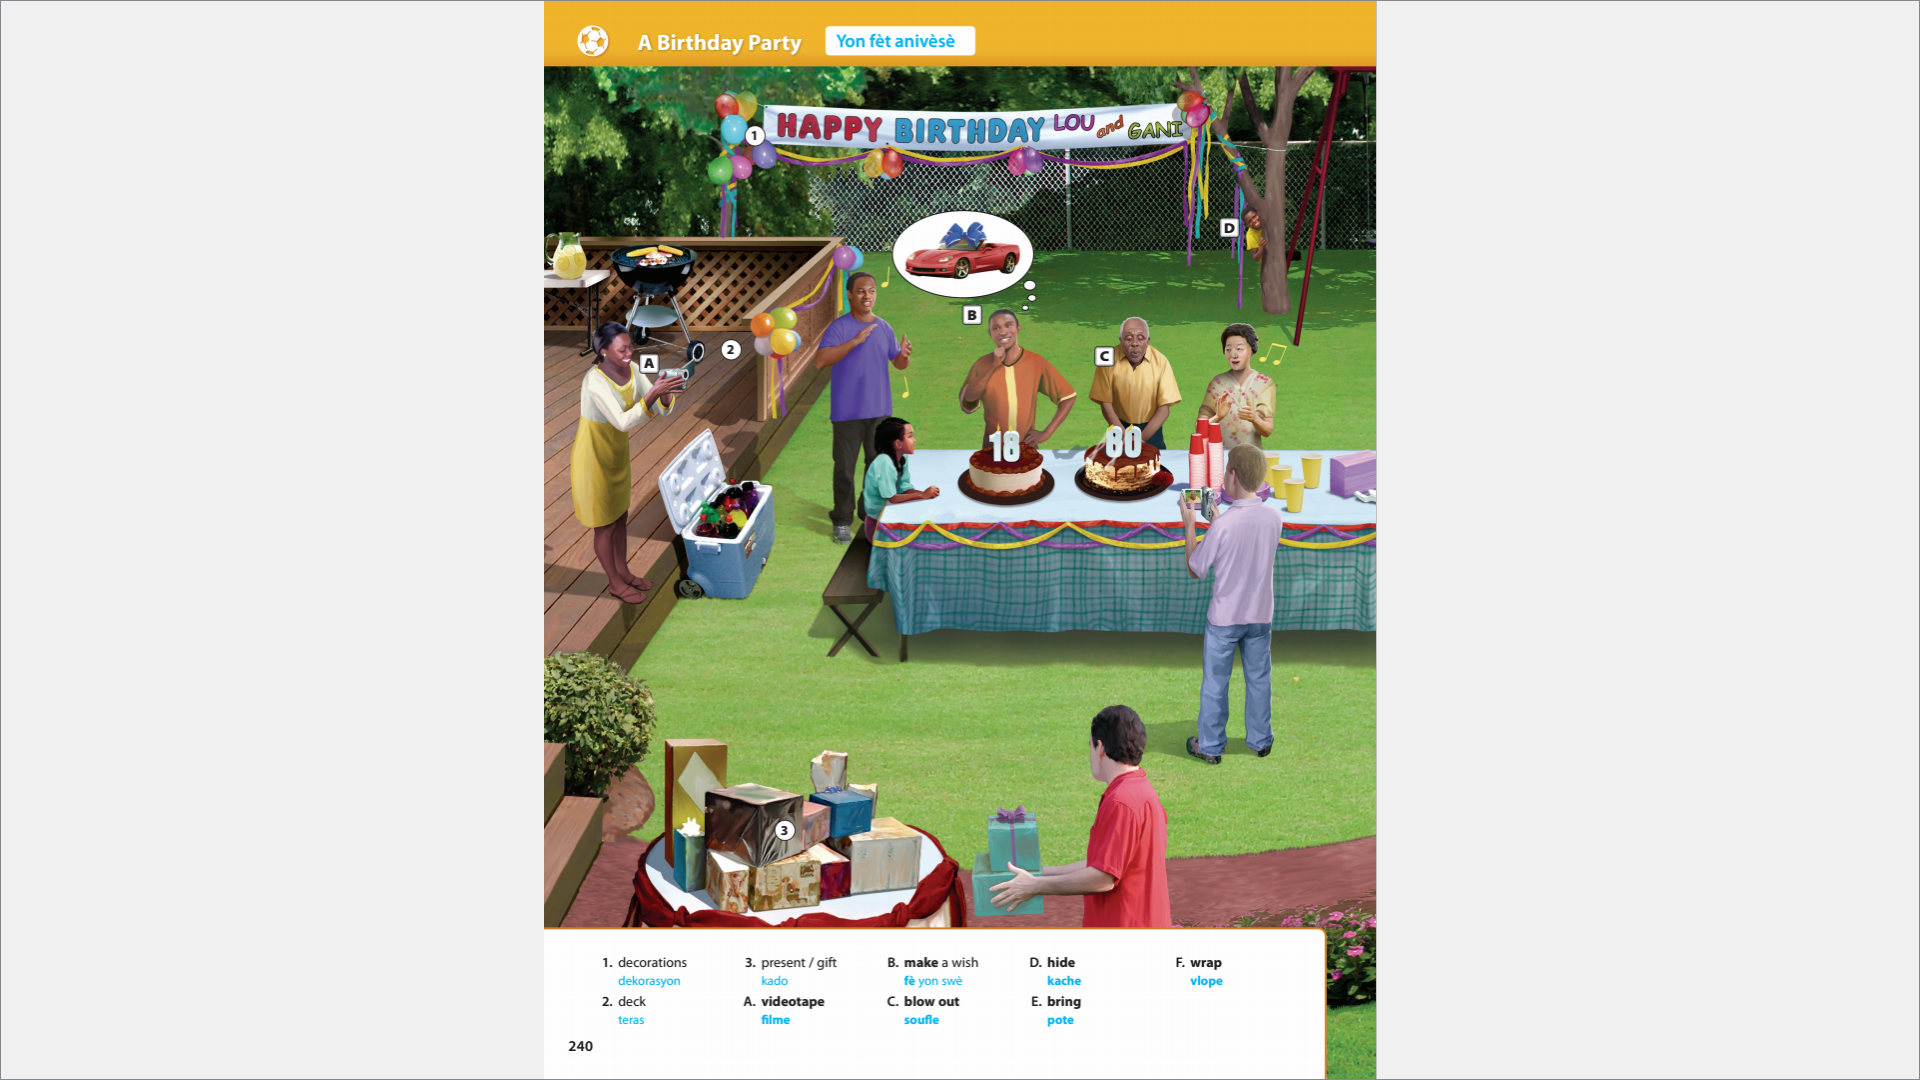 A Birthday Party
Yon fèt anivèsè
HAPPY BIRTHDAY LOU and GANI
1
D
B
2
A
C
18
80
3
1. decorations
dekorasyon
2. deck
teras
3. present / gift
kado
A. videotape
filme
B. make a wish
fè yon swè
C. blow out
soufle
D. hide
kache
E. bring
pote
F. wrap
vlope
240